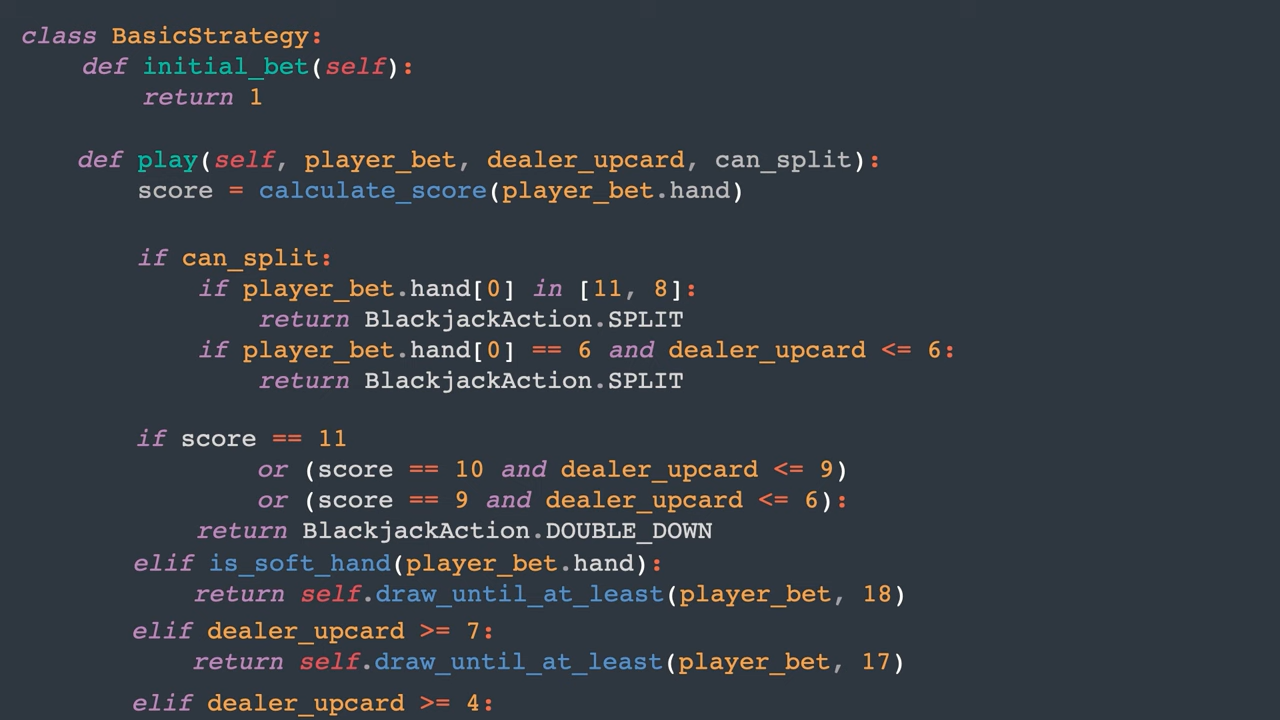 class BasicStrategy:
    def initial_bet(self):
        return 1
    def play(self, player_bet, dealer_upcard, can_split):
        score = calculate_score(player_bet.hand)
        if can_split:
            if player_bet.hand[0] in [11, 8]:
                return BlackjackAction.SPLIT
            if player_bet.hand[0] == 6 and dealer_upcard <= 6:
                return BlackjackAction.SPLIT
        if score == 11
                or (score == 10 and dealer_upcard <= 9)
                or (score == 9 and dealer_upcard <= 6):
            return BlackjackAction.DOUBLE_DOWN
        elif is_soft_hand(player_bet.hand):
            return self.draw_until_at_least(player_bet, 18)
        elif dealer_upcard >= 7:
            return self.draw_until_at_least(player_bet, 17)
        elif dealer_upcard >= 4: